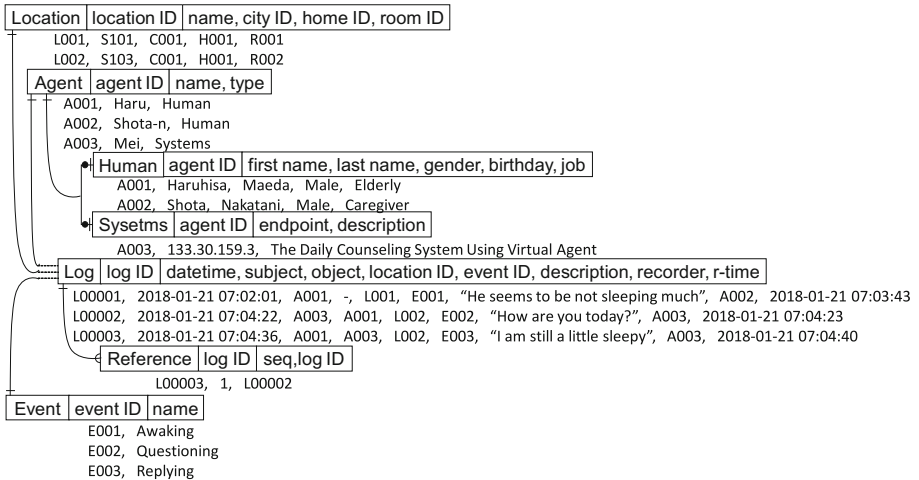 Location location ID name, city ID, home ID, room ID
L001, S101, C001, H001, R001
L002, S103, C001, H001, R002
Agent agent ID name, type
A001, Haru, Human
A002, Shota-n, Human
A003, Mei, Systems
Human agent ID first name, last name, gender, birthday, job
A001, Haruhisa, Maeda, Male, Elderly
A002, Shota, Nakatani, Male, Caregiver
Sysetms agent ID endpoint, description
A003, 133.30.159.3, The Daily Counseling System Using Virtual Agent
Log log ID datetime, subject, object, location ID, event ID, description, recorder, r-time
L00001, 2018-01-21 07:02:01, A001, -, L001, E001, “He seems to be not sleeping much”, A002, 2018-01-21 07:03:43
L00002, 2018-01-21 07:04:22, A003, A001, L002, E002, “How are you today?”, A003, 2018-01-21 07:04:23
L00003, 2018-01-21 07:04:36, A001, A003, L002, E003, “I am still a little sleepy”, A003, 2018-01-21 07:04:40
Reference log ID seq,log ID
L00003, 1, L00002
Event event ID name
E001, Awaking
E002, Questioning
E003, Replying